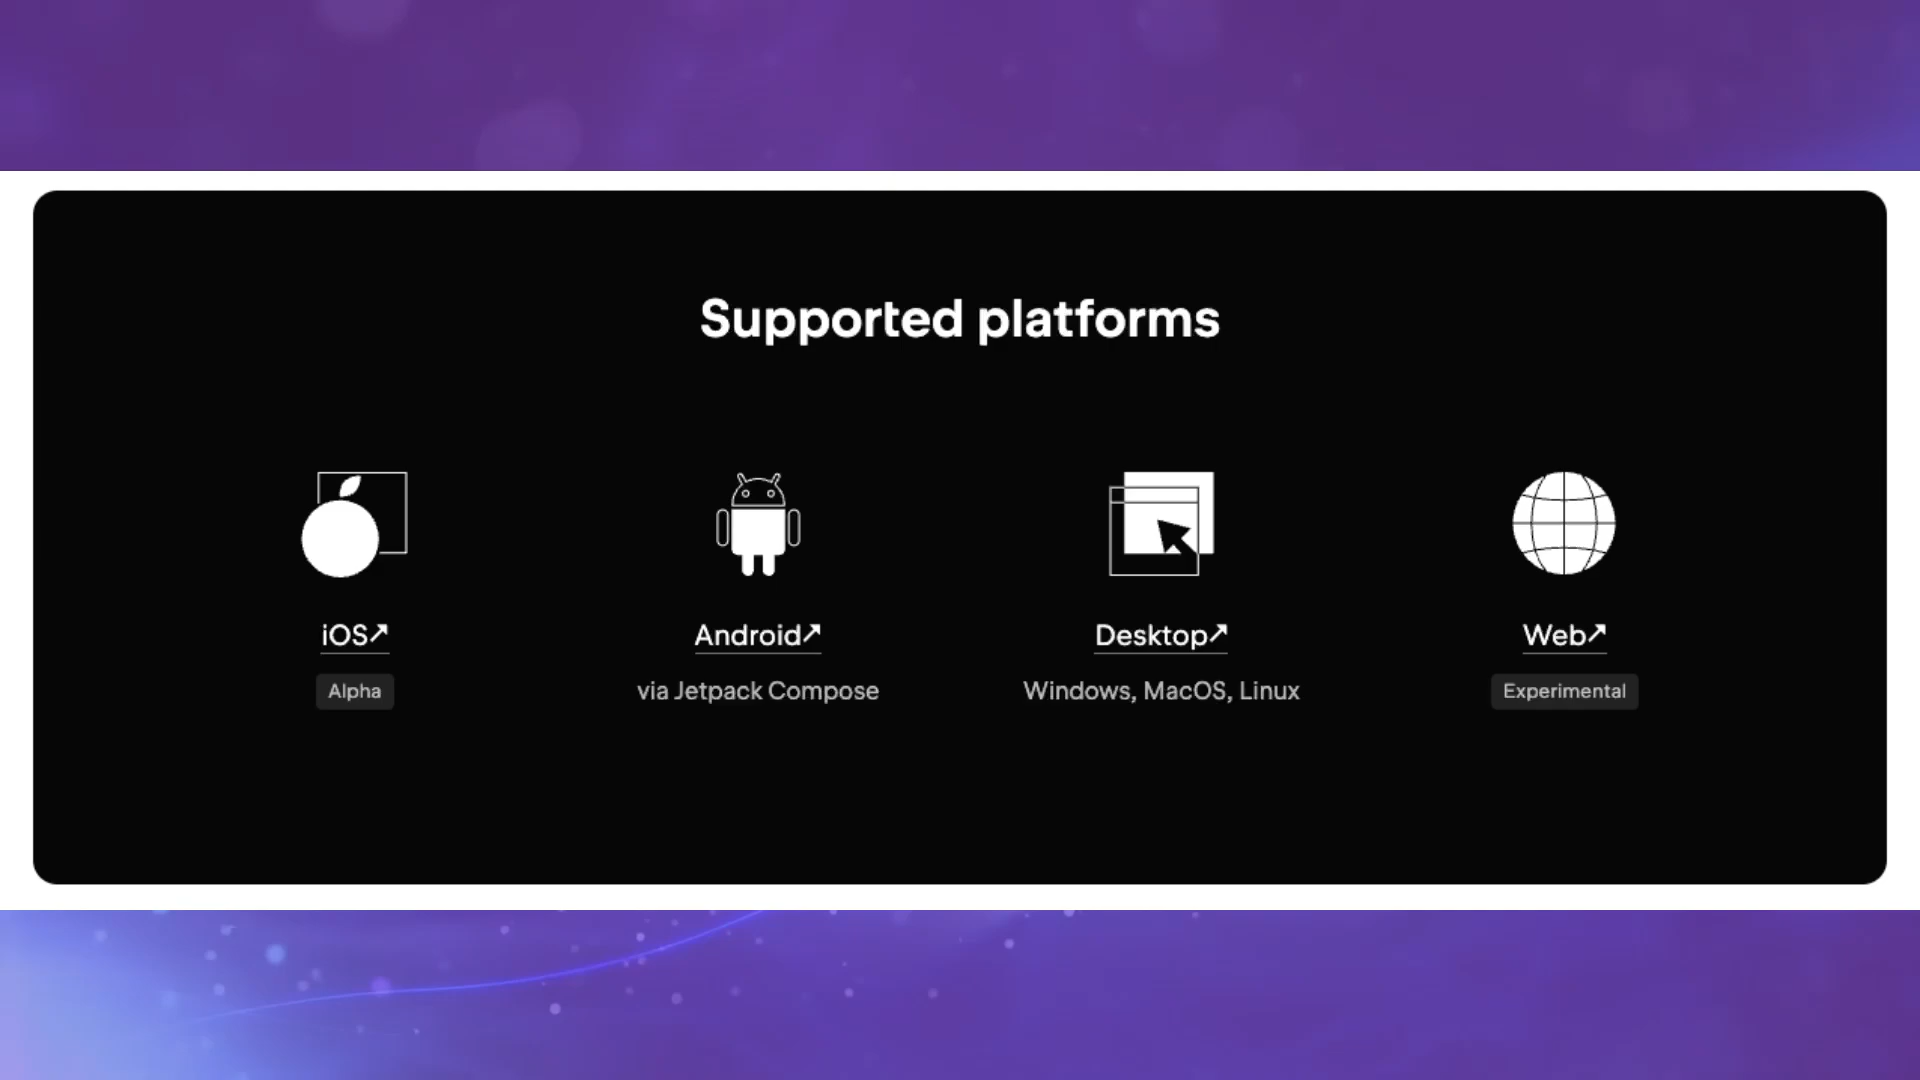 Supported platforms
iOS↗
Android↗
Desktop↗
Web↗
Alpha
via Jetpack Compose
Windows, MacOS, Linux
Experimental